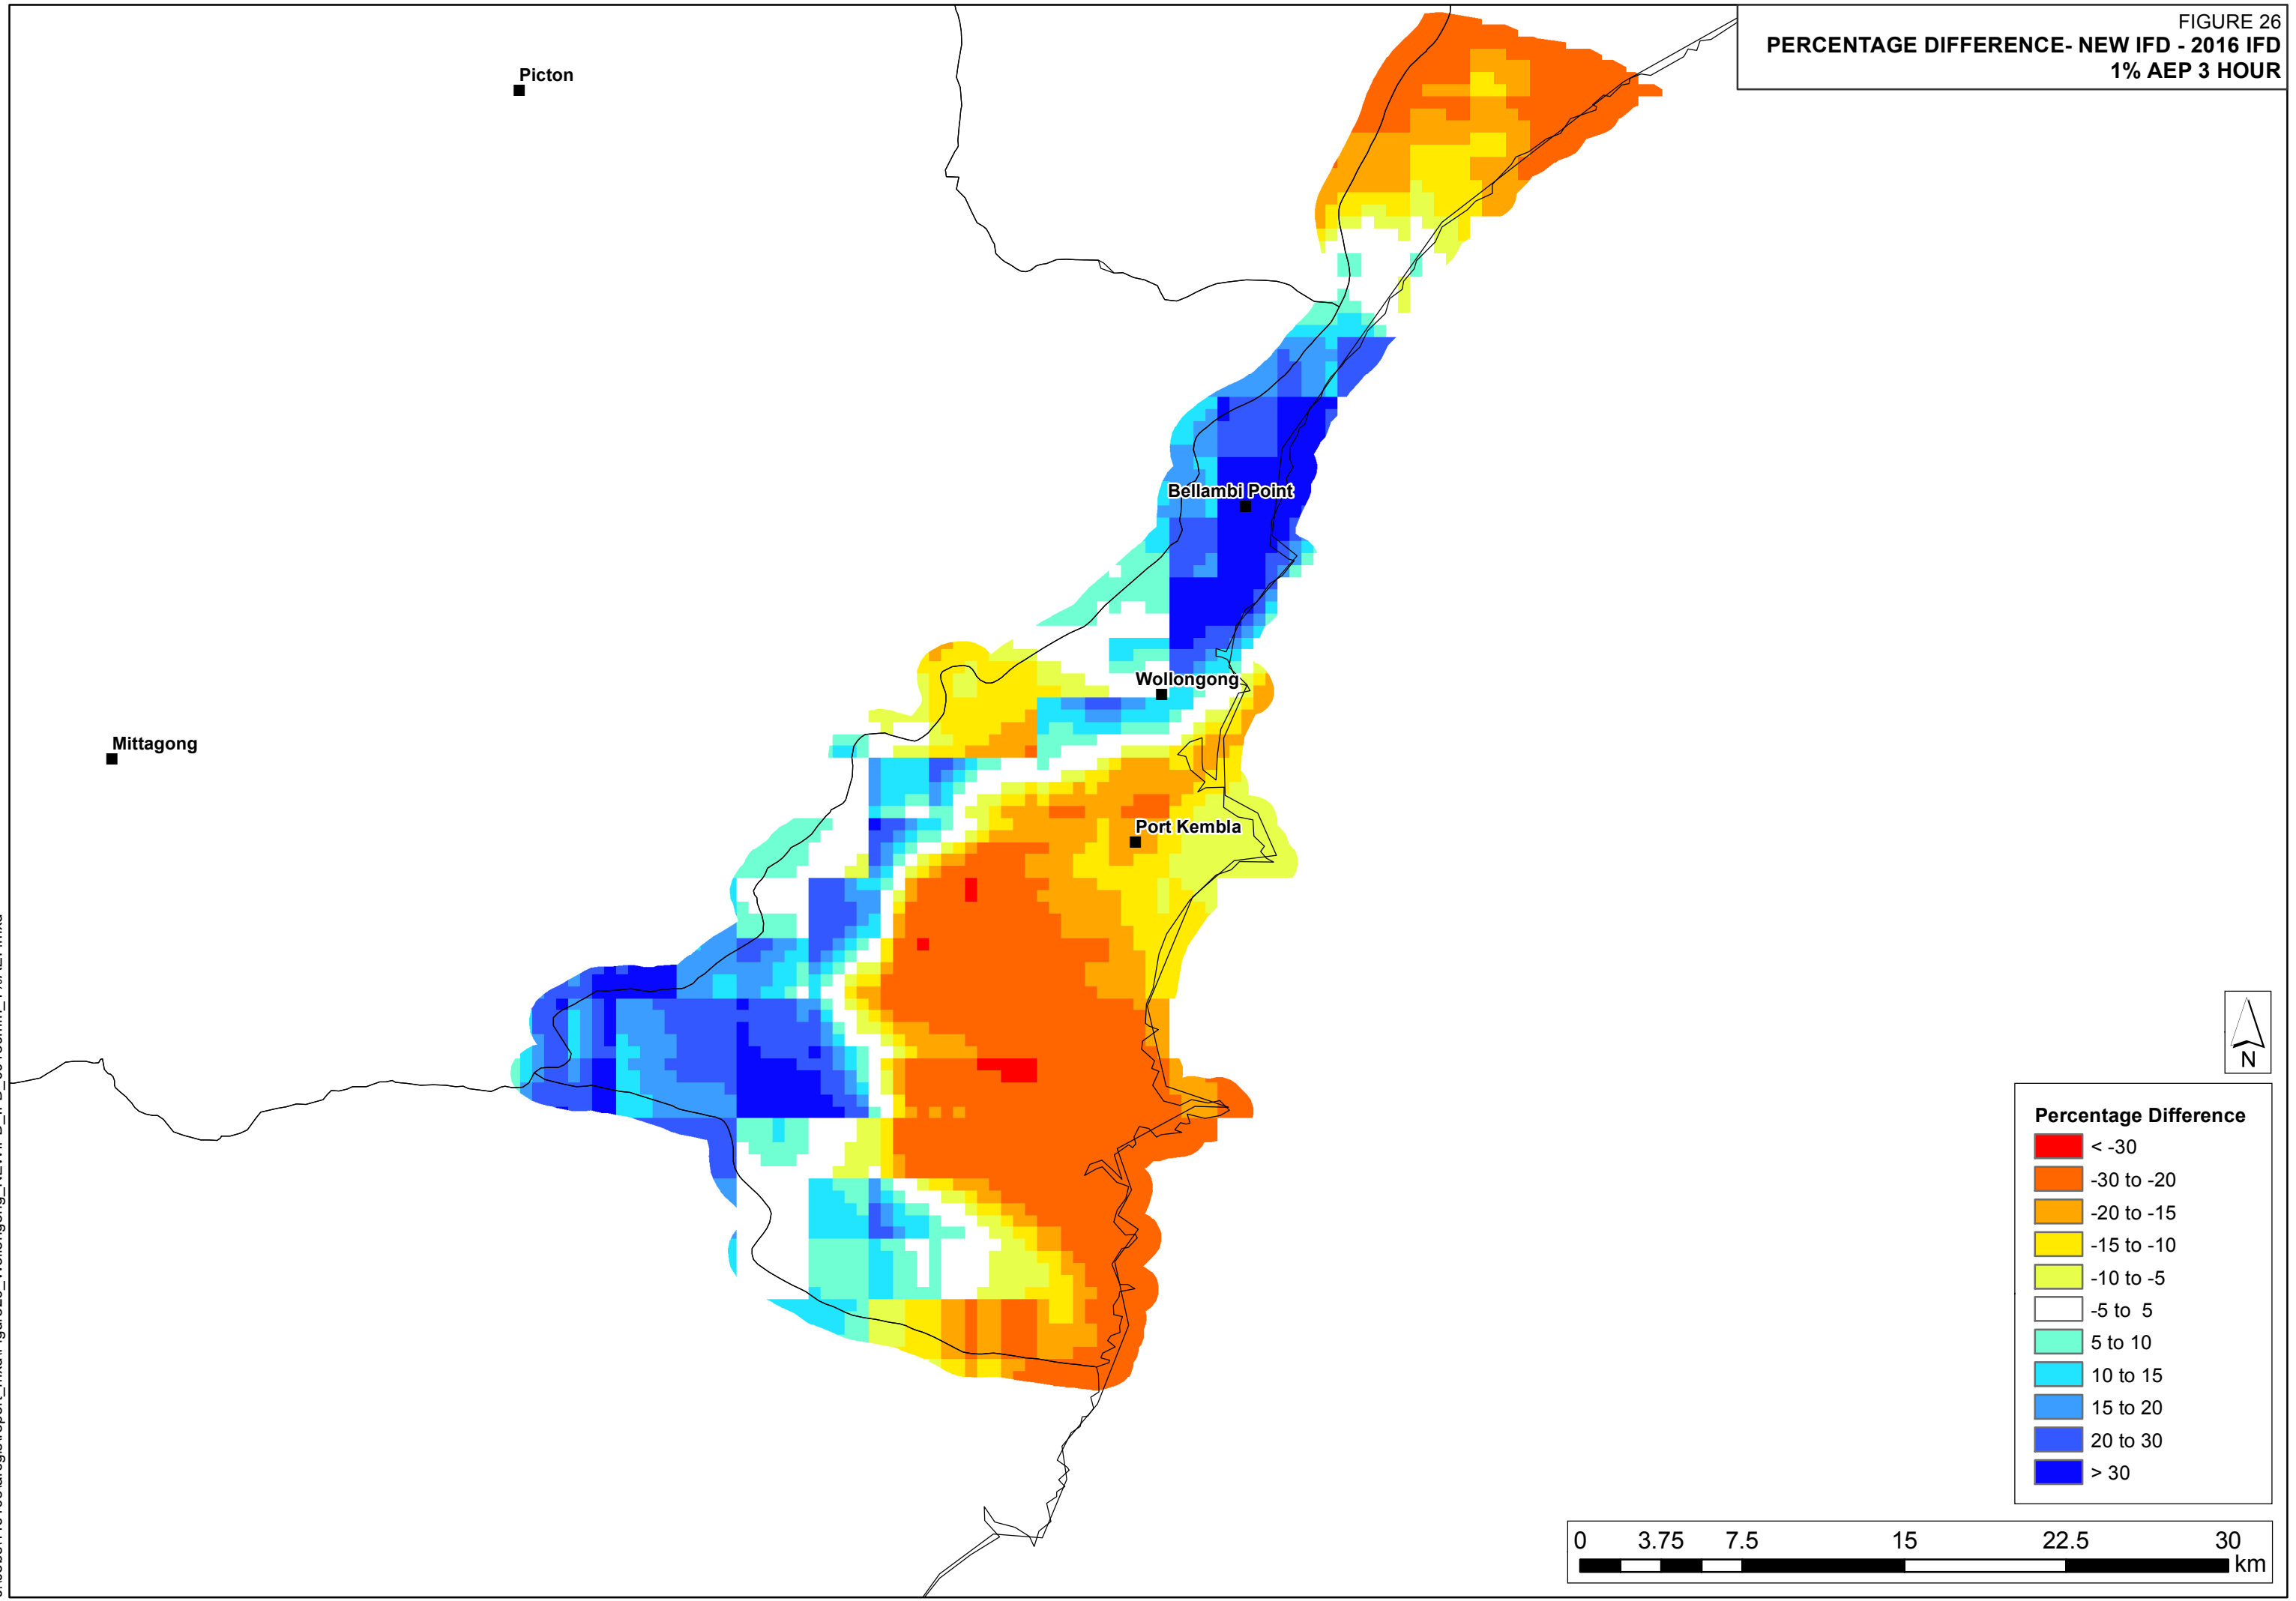 FIGURE 26
PERCENTAGE DIFFERENCE- NEW IFD - 2016 IFD
1% AEP 3 HOUR
Picton
Bellambi Point
Wollongong
Mittagong
Port Kembla
N
Percentage Difference
< -30
-30 to -20
-20 to -15
-15 to -10
-10 to -5
-5 to 5
5 to 10
10 to 15
15 to 20
20 to 30
> 30
0 3.75 7.5 15 22.5 30
km